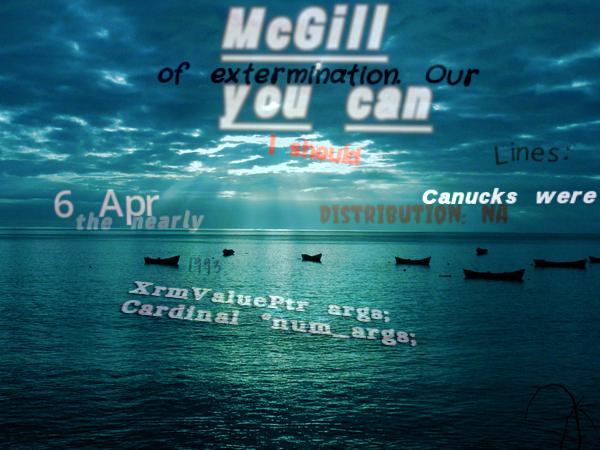 McGill
of extermination. Our
you can
I should
Lines:
6 Apr
the nearly
Canucks were
DISTRIBUTION: NA
1993
XrmValuePtr args;
Cardinal *num_args;